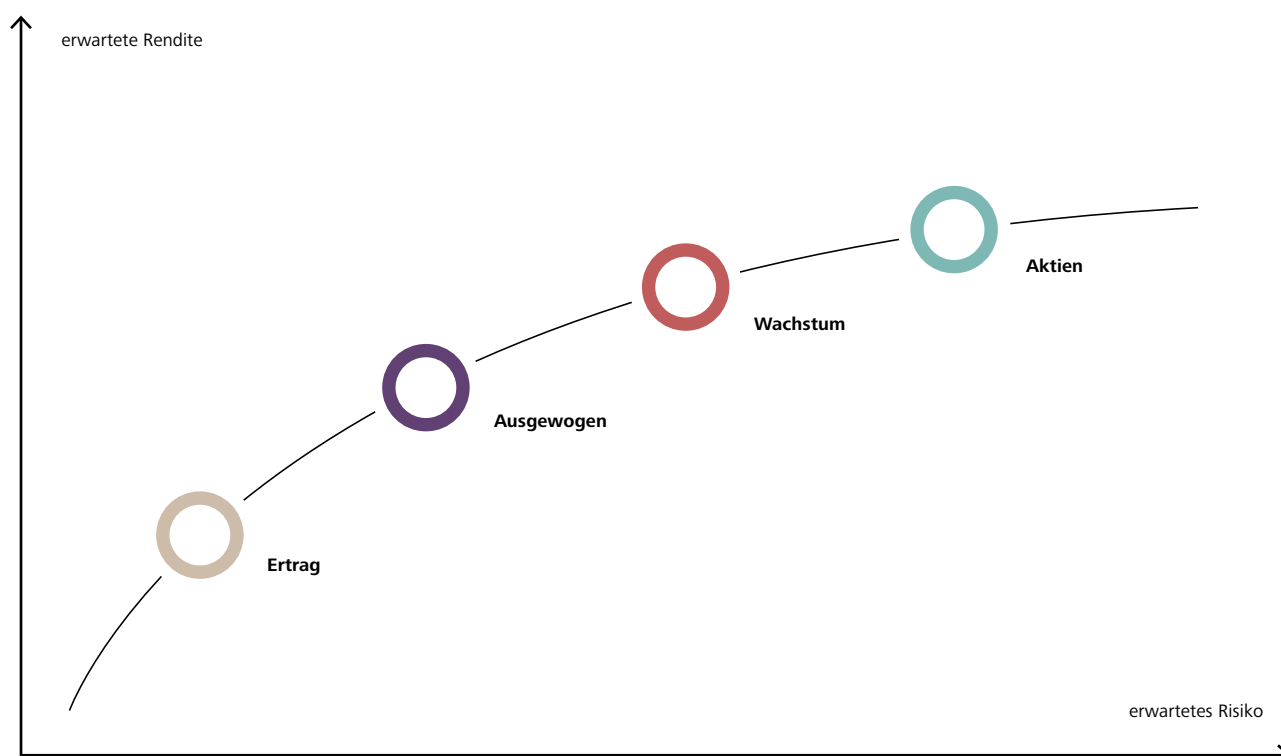 erwartete Rendite
Aktien
Wachstum
Ausgewogen
Ertrag
erwartetes Risiko